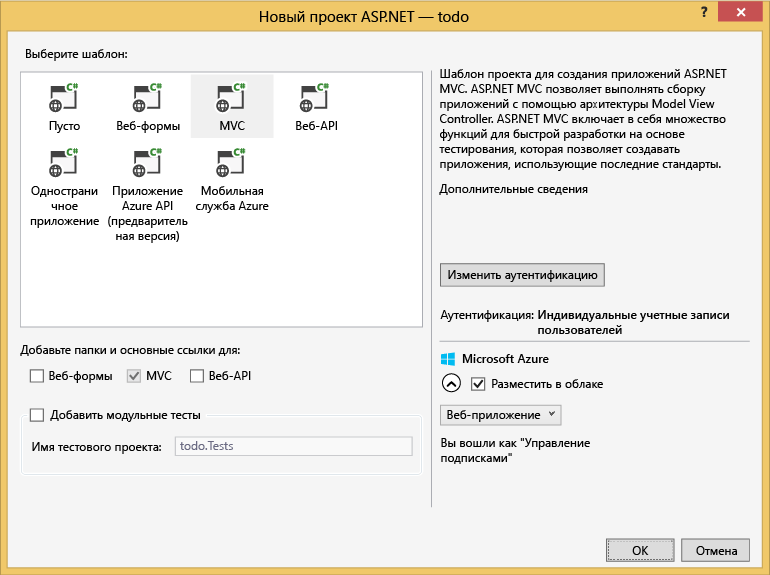 Новый проект ASP.NET — todo
?
Выберите шаблон:
C#
Пусто
C#
Веб-формы
C#
MVC
C#
Веб-API
C#
Одностранич
ное
приложение
C#
Приложение
Azure API
(предваритель
ная версия)
C#
Мобильная
служба Azure
Добавьте папки и основные ссылки для:
Веб-формы MVC Веб-API
Добавить модульные тесты
Имя тестового проекта: todo.Tests
Шаблон проекта для создания приложений ASP.NET
MVC. ASP.NET MVC позволяет выполнять сборку
приложений с помощью архитектуры Model View
Controller. ASP.NET MVC включает в себя множество
функций для быстрой разработки на основе
тестирования, которая позволяет создавать
приложения, использующие последние стандарты.
Дополнительные сведения
Изменить аутентификацию
Аутентификация: Индивидуальные учетные записи
пользователей
Microsoft Azure
Разместить в облаке
Веб-приложение
Вы вошли как "Управление
подписками"
ОК
Отмена